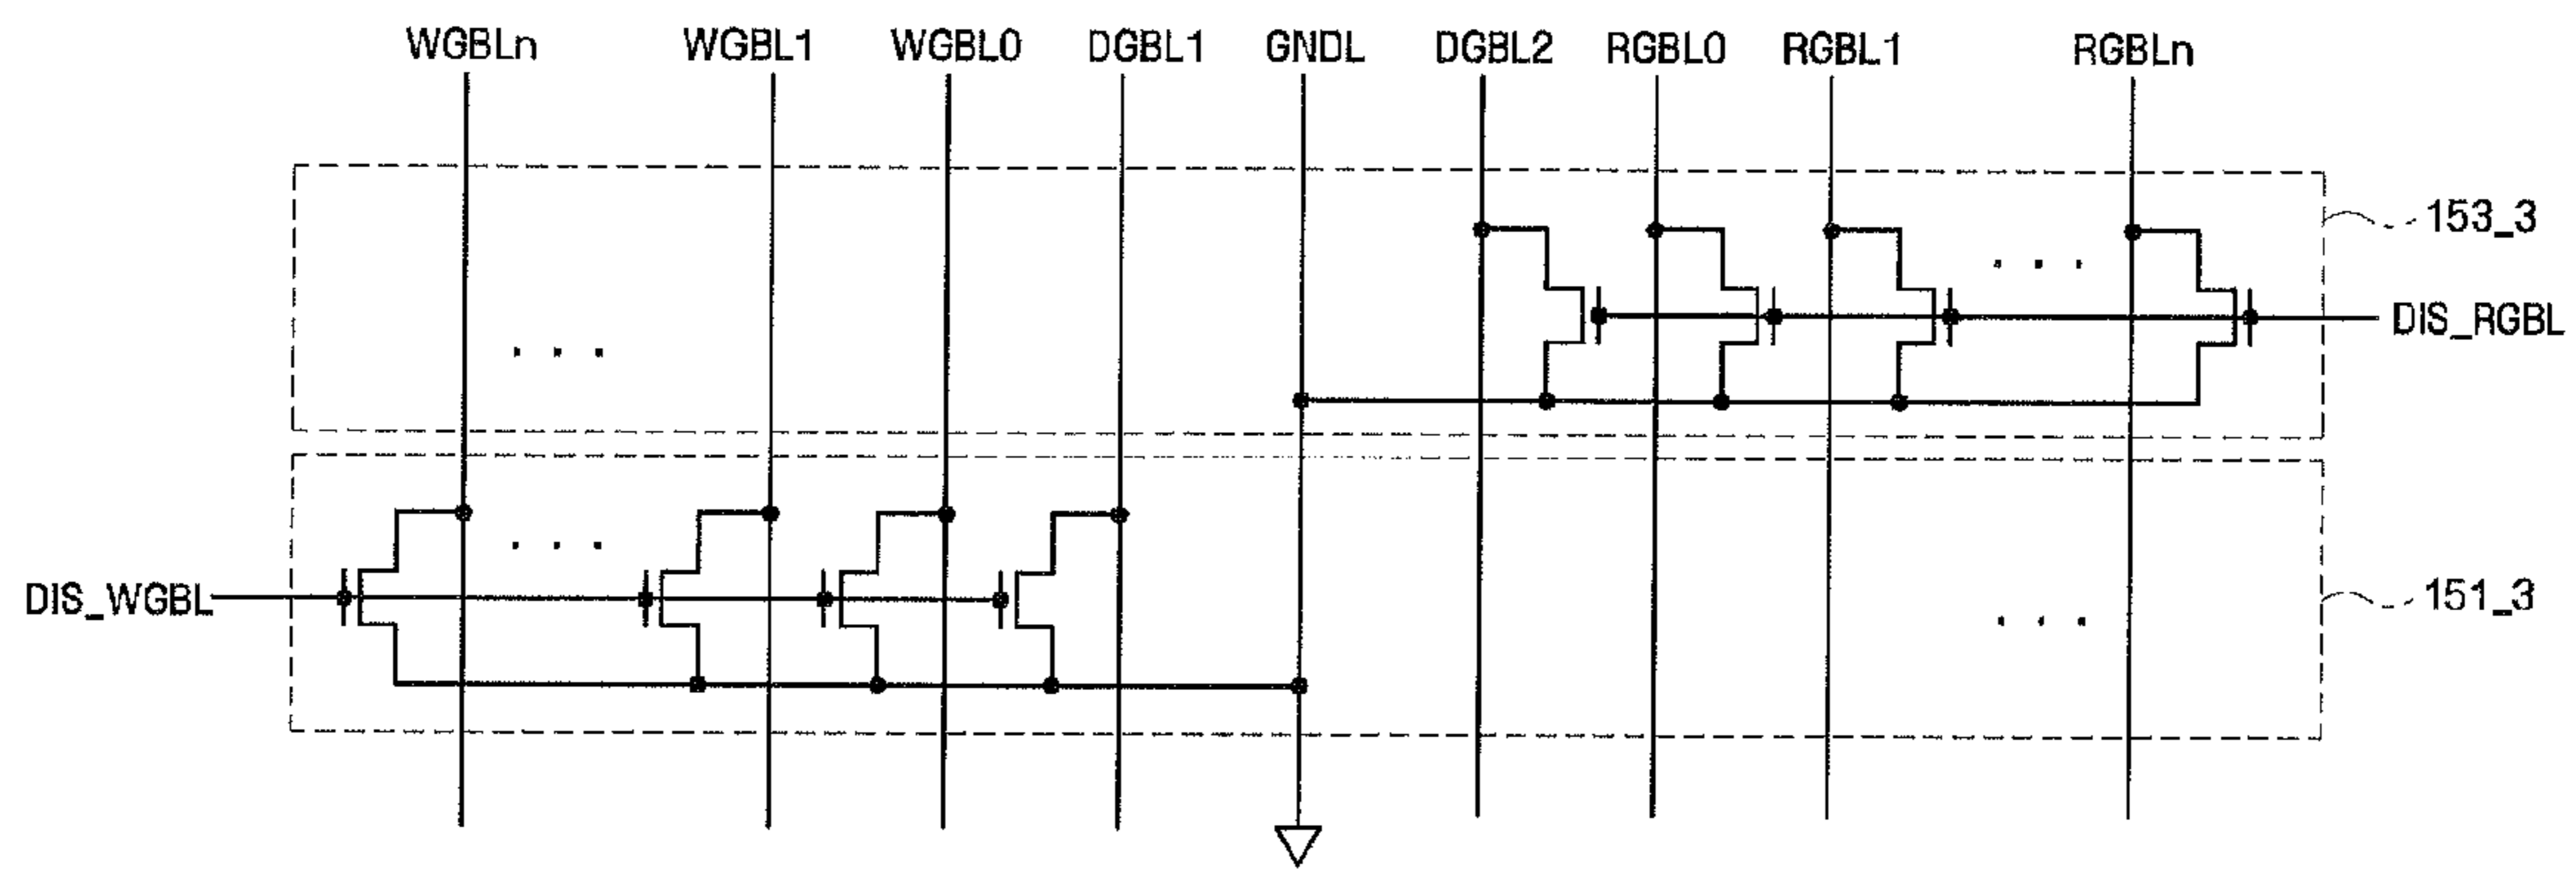 WGBLn WGBL1 WGBL0 DGBL1 GNDL DGBL2 RGBL0 RGBL1 RGBLn
153_3
. . .
DIS_RGBL
. . .
. . .
DIS_WGBL
151_3
. . .